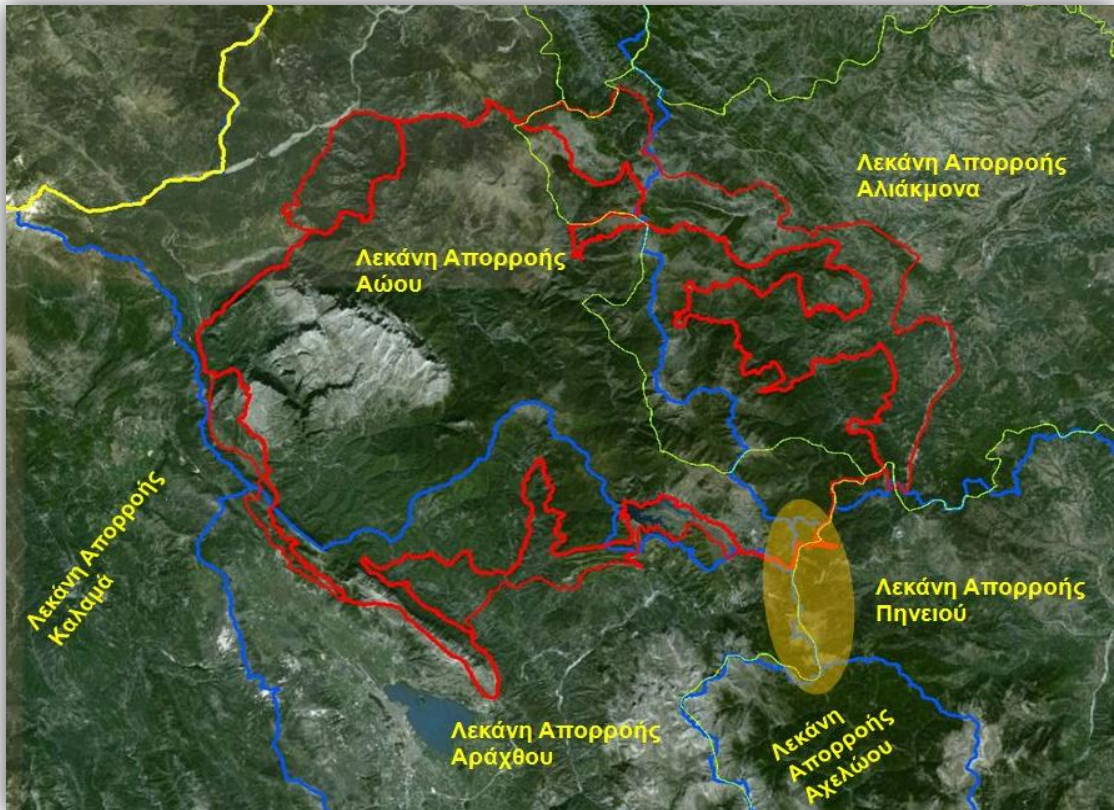 Λεκάνη Απορροής
Αλιάκμονα
Λεκάνη Απορροής
Αώου
Λεκάνη Απορροής
Καλαμά
Λεκάνη Απορροής
Πηνειού
Λεκάνη Απορροής
Αράχθου
Λεκάνη
Απορροής
Αχελώου